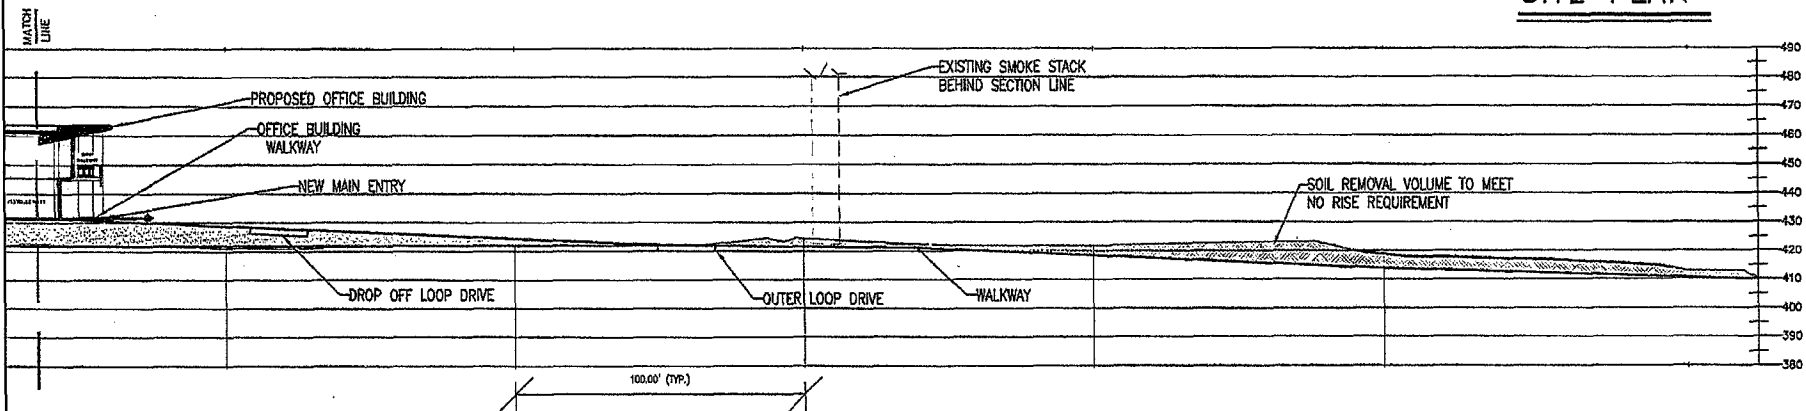 SITE PLAN
MATCH
LINE
490
480
470
460
450
440
430
420
410
400
390
380
EXISTING SMOKE STACK
BEHIND SECTION LINE
PROPOSED OFFICE BUILDING
OFFICE BUILDING
WALKWAY
NEW MAIN ENTRY
SOIL REMOVAL VOLUME TO MEET
NO RISE REQUIREMENT
DROP OFF LOOP DRIVE
OUTER LOOP DRIVE
WALKWAY
100.00' (TYP.)